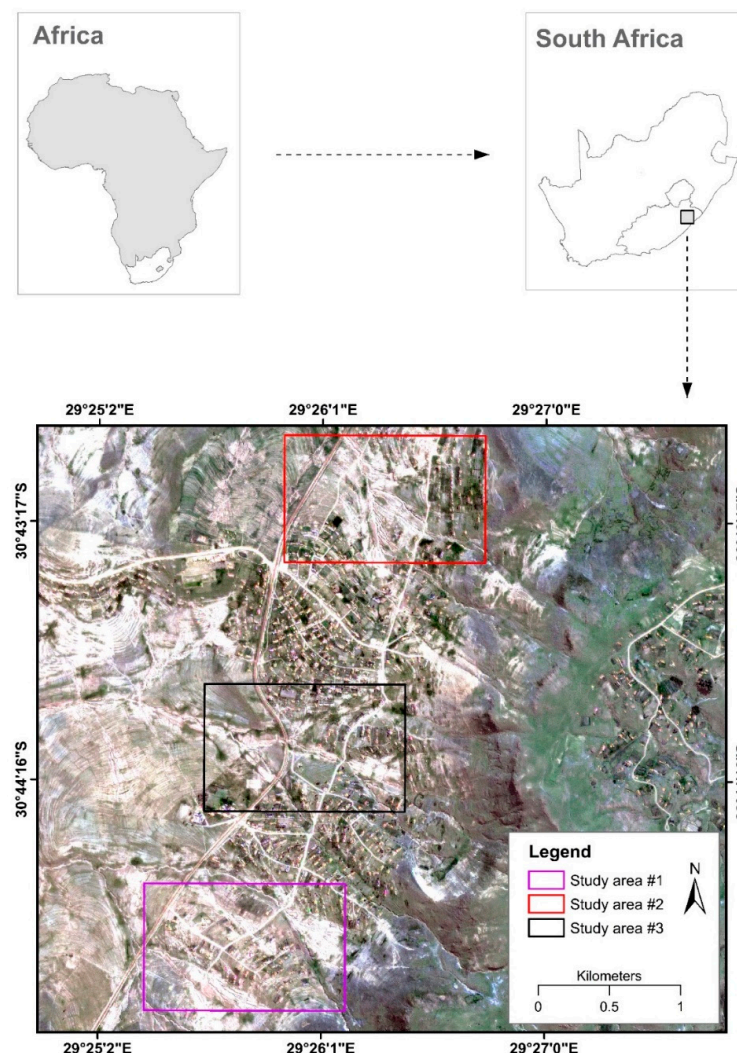 Africa
South Africa
29°25'2"E
29°26'1"E
29°27'0"E
30°43'17"S
30°44'16"S
Legend
Study area #1
Study area #2
Study area #3
N
Kilometers
0 0.5 1
29°25'2"E
29°26'1"E
29°27'0"E